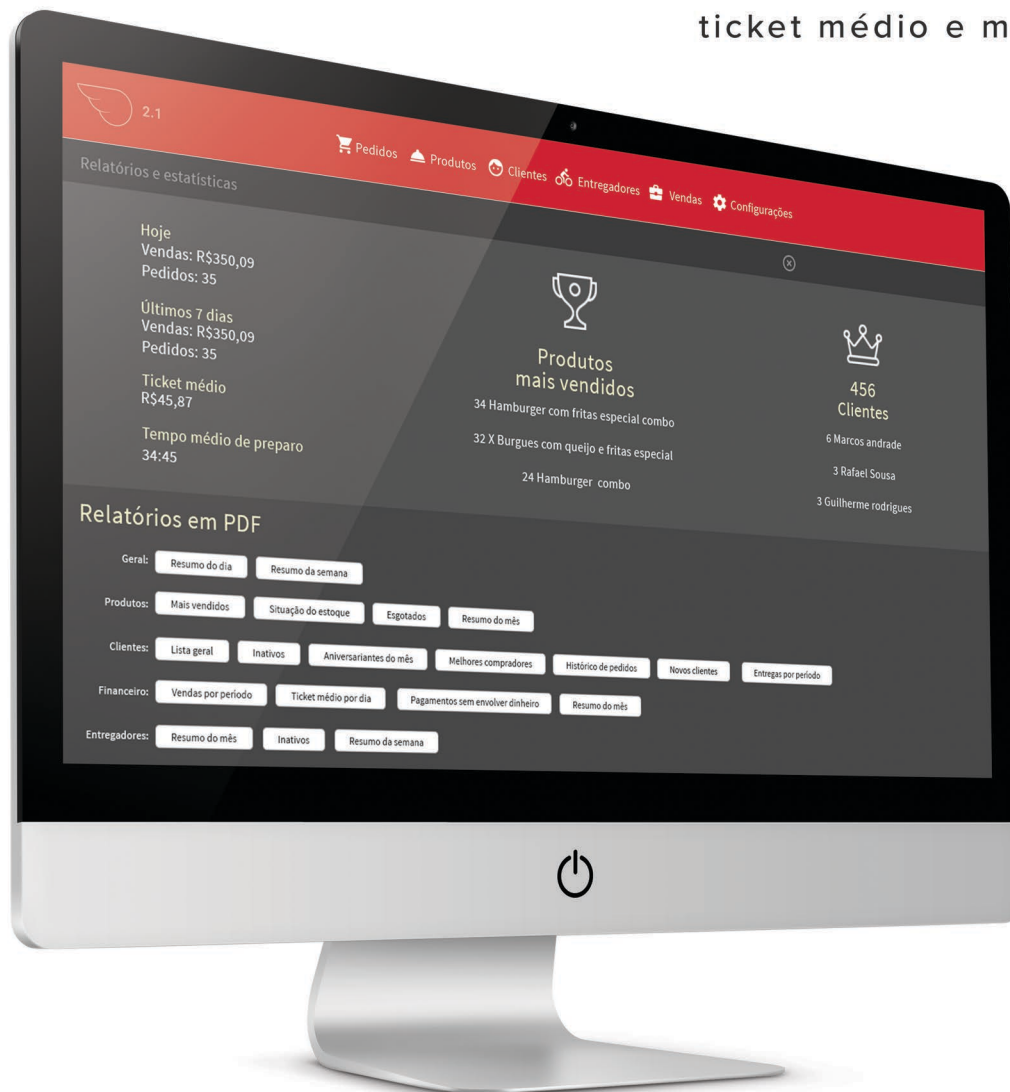 ticket médio e m
2.1
Pedidos Produtos Clientes Entregadores Vendas Configurações
Relatórios e estatísticas
Hoje
Vendas: R$350,09
Pedidos: 35
Últimos 7 dias
Vendas: R$350,09
Pedidos: 35
Ticket médio
R$45,87
Tempo médio de preparo
34:45
Produtos
mais vendidos
34 Hamburger com fritas especial combo
32 X Burgues com queijo e fritas especial
24 Hamburger combo
456
Clientes
6 Marcos andrade
3 Rafael Sousa
3 Guilherme rodrigues
Relatórios em PDF
Geral: Resumo do dia Resumo da semana
Produtos: Mais vendidos Situação do estoque Esgotados Resumo do mês
Clientes: Lista geral Inativos Aniversariantes do mês Melhores compradores Histórico de pedidos Novos clientes Entregas por período
Financeiro: Vendas por periodo Ticket médio por dia Pagamentos sem envolver dinheiro Resumo do mês
Entregadores: Resumo do mês Inativos Resumo da semana